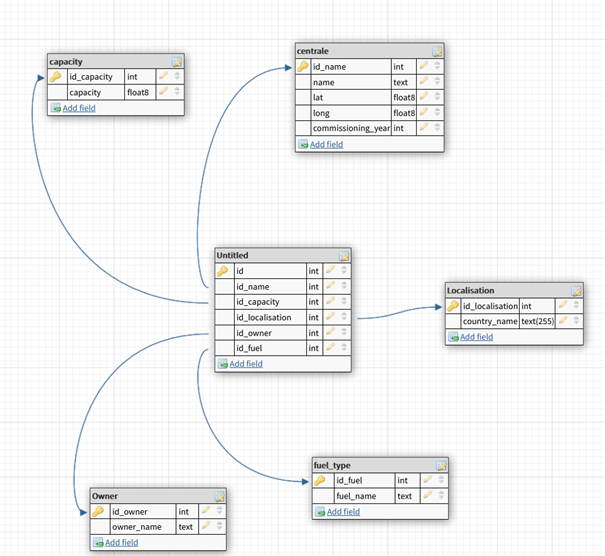 capacity
id_capacity int
capacity float8
Add field
centrale
id_name int
name text
lat float8
long float8
commissioning_year int
Add field
Untitled
id int
id_name int
id_capacity int
id_localisation int
id_owner int
id_fuel int
Add field
Localisation
id_localisation int
country_name text(255)
Add field
fuel_type
id_fuel int
fuel_name text
Add field
Owner
id_owner int
owner_name text
Add field